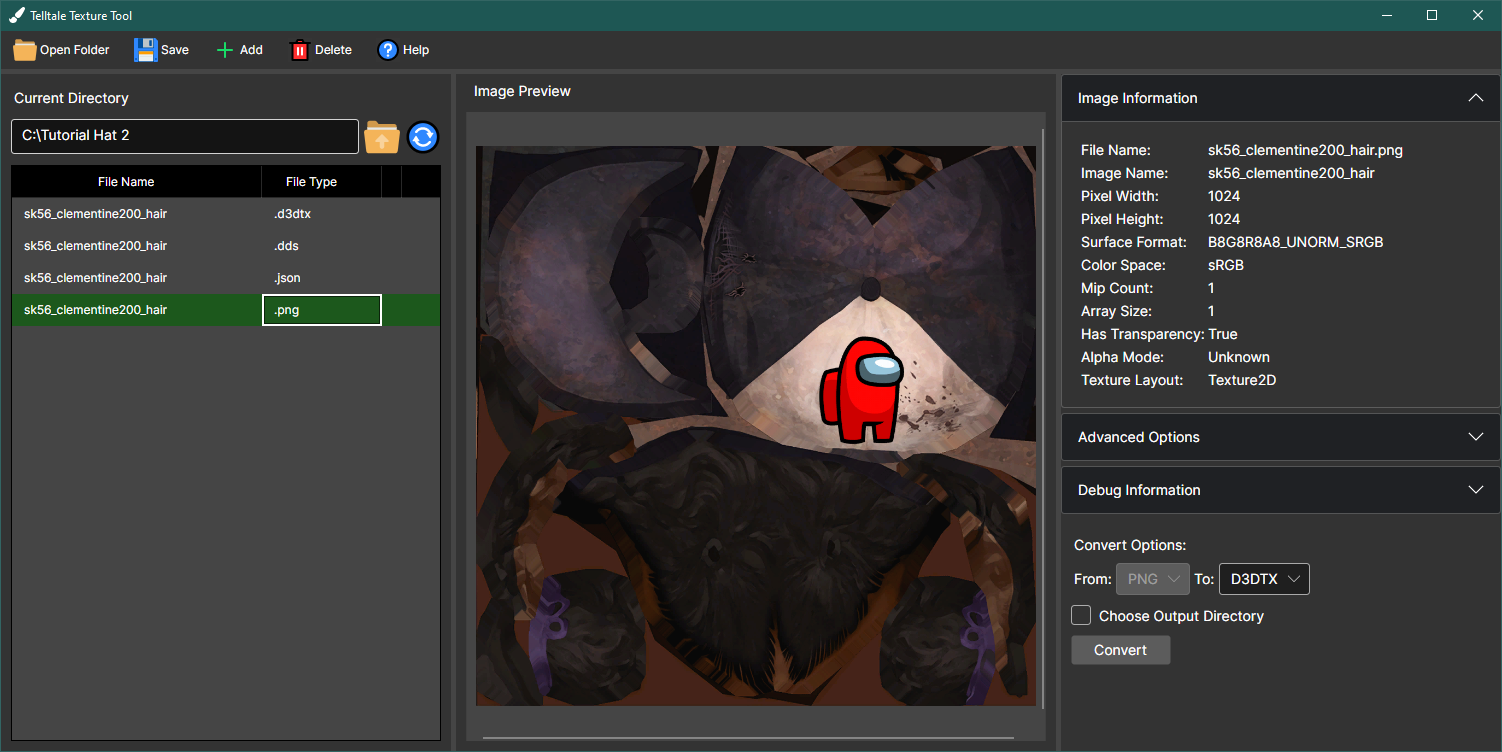 Telltale Texture Tool
Open Folder Save Add Delete Help
Current Directory
C:\Tutorial Hat 2
File Name File Type
sk56_clementine200_hair .d3dtx
sk56_clementine200_hair .dds
sk56_clementine200_hair .json
sk56_clementine200_hair .png
Image Preview
Image Information
File Name: sk56_clementine200_hair.png
Image Name: sk56_clementine200_hair
Pixel Width: 1024
Pixel Height: 1024
Surface Format: B8G8R8A8_UNORM_SRGB
Color Space: sRGB
Mip Count: 1
Array Size: 1
Has Transparency: True
Alpha Mode: Unknown
Texture Layout: Texture2D
Advanced Options
Debug Information
Convert Options:
From: PNG To: D3DTX
Choose Output Directory
Convert